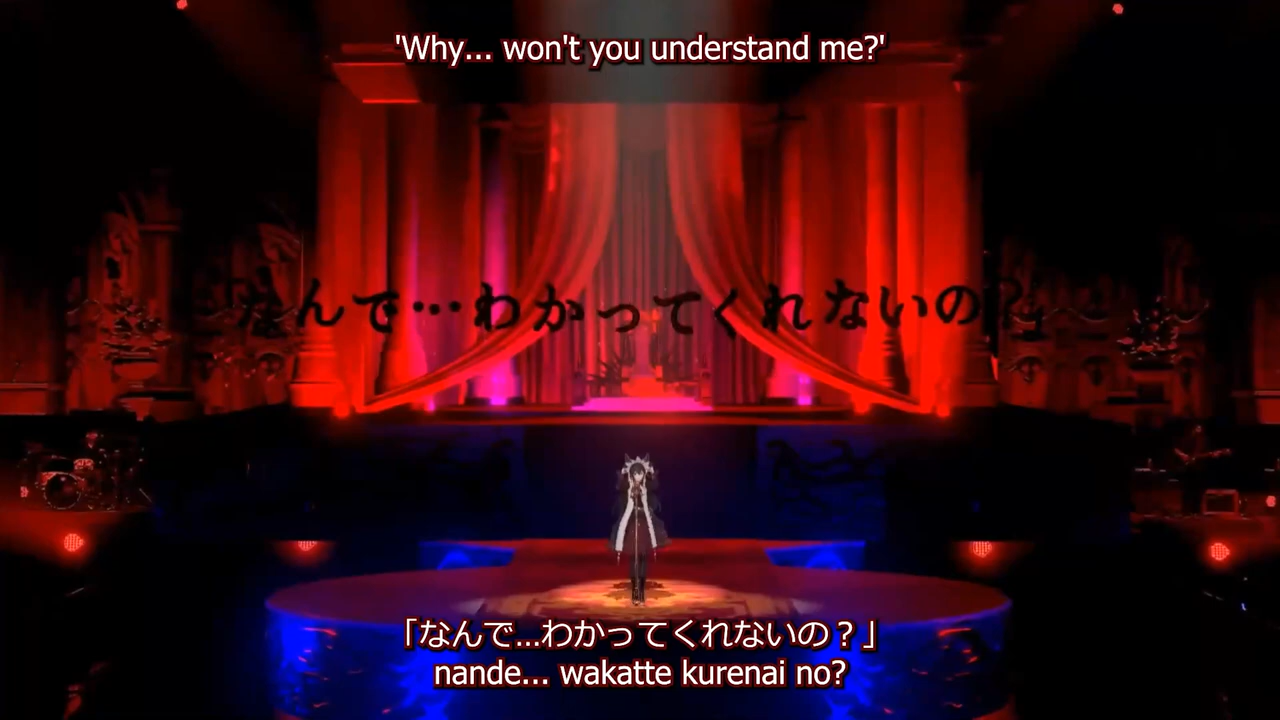 'Why... won't you understand me?'
「なんで…わかってくれないの?」
「なんで...わかってくれないの？」
nande... wakatte kurenai no?